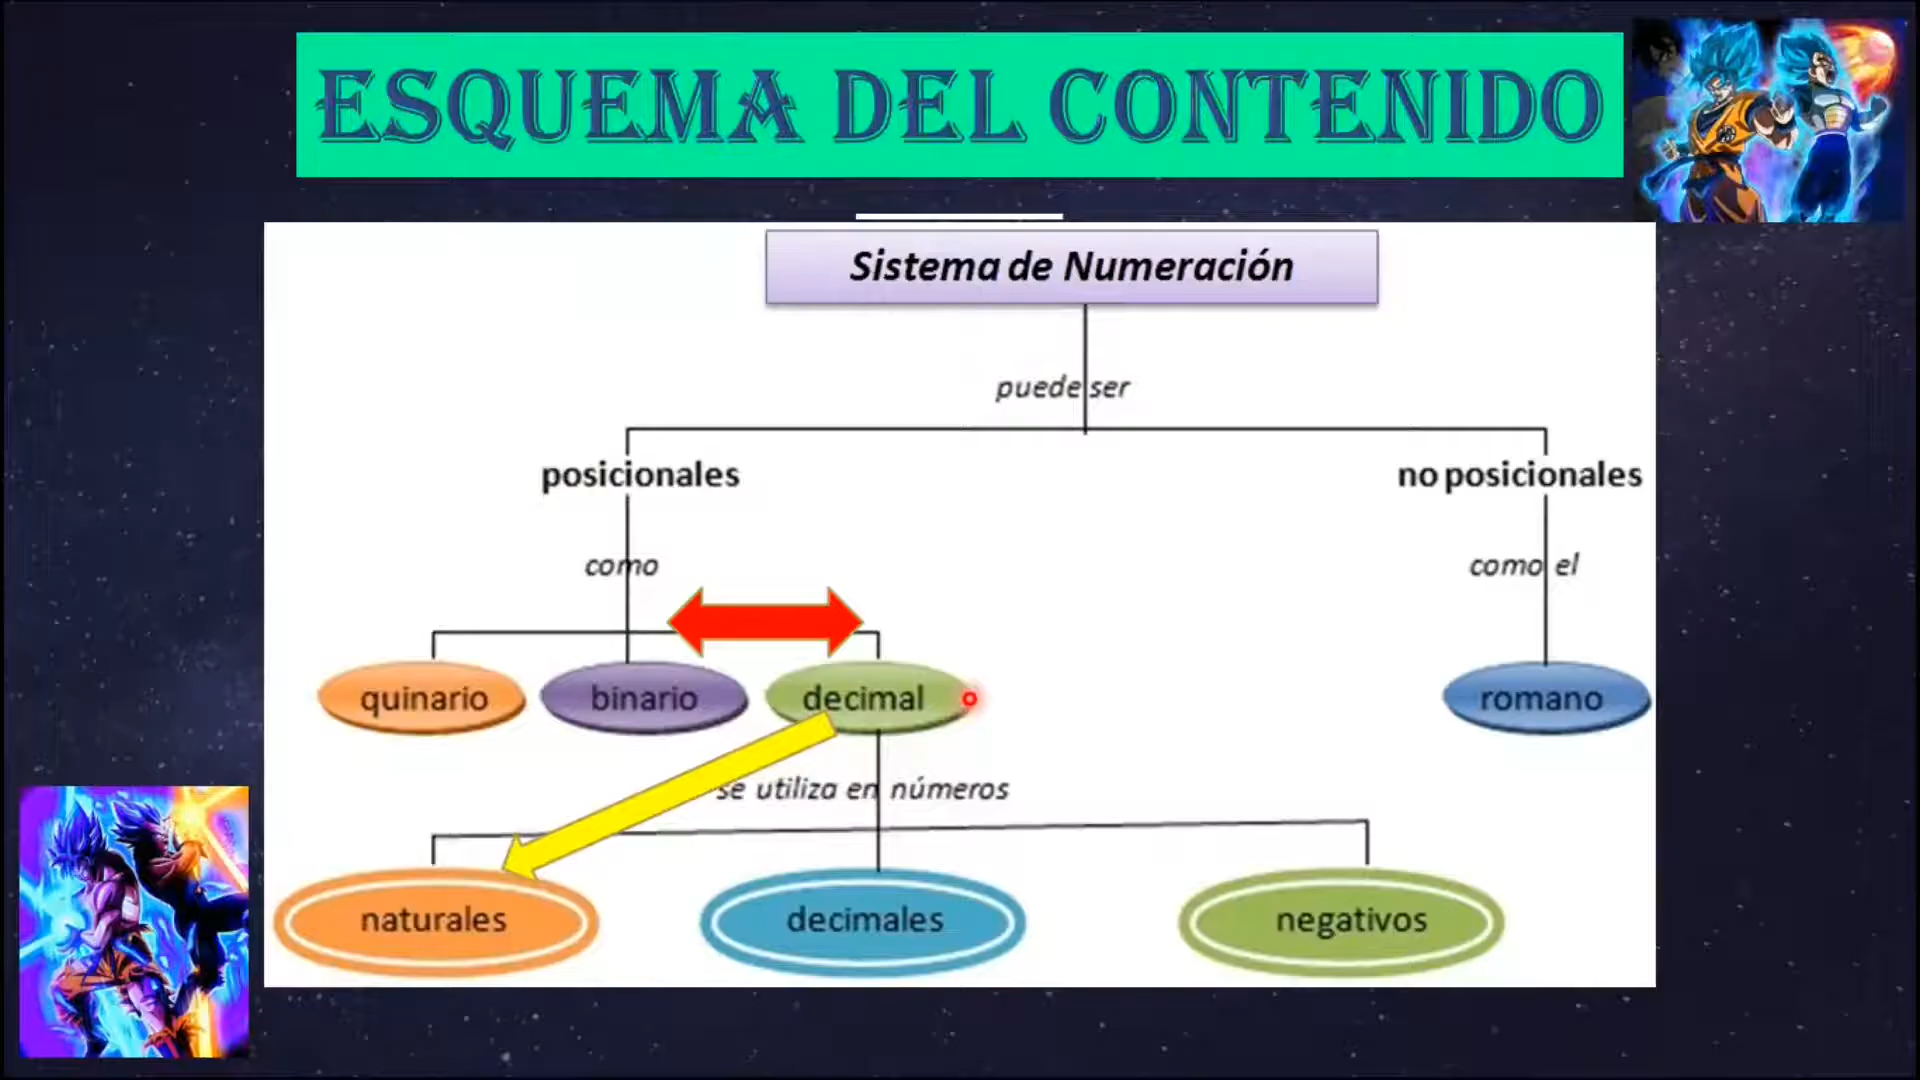 ESQUEMA DEL CONTENIDO
Sistema de Numeración
puede ser
posicionales
no posicionales
como
como el
quinario
binario
decimal
romano
se utiliza en números
naturales
decimales
negativos